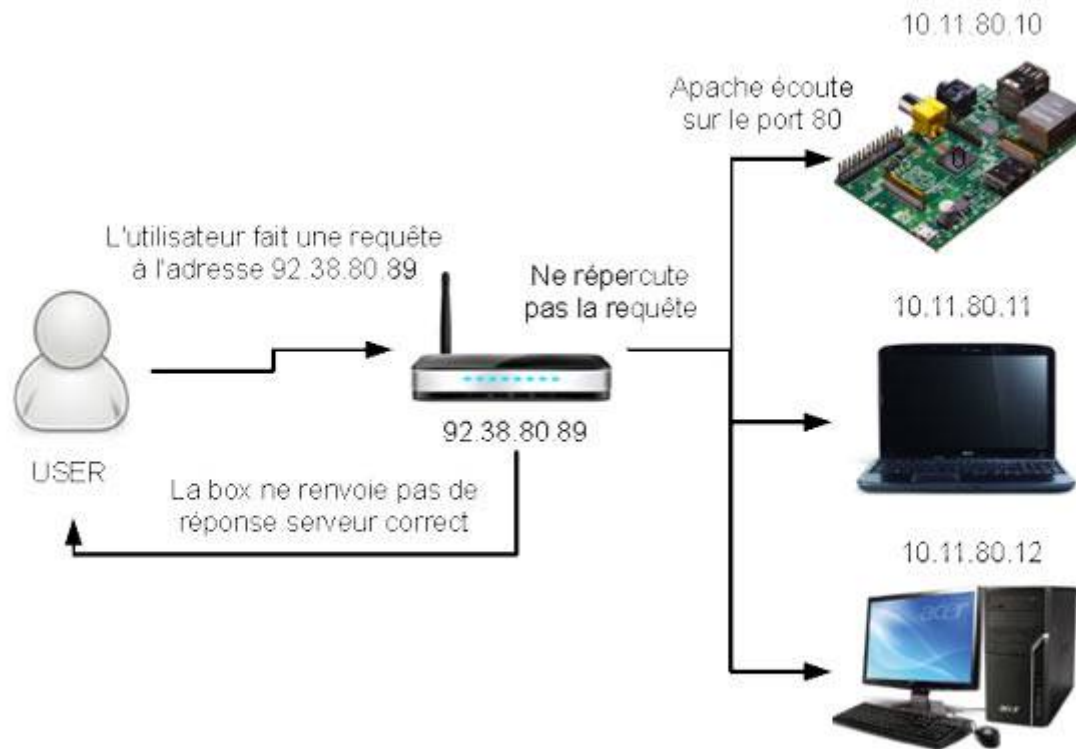 10.11.80.10
Apache écoute
sur le port 80
L'utilisateur fait une requête
à l'adresse 92.38.80.89
Ne répercute
pas la requête
10.11.80.11
92.38.80.89
USER
La box ne renvoie pas de
réponse serveur correct
10.11.80.12
acer
acer